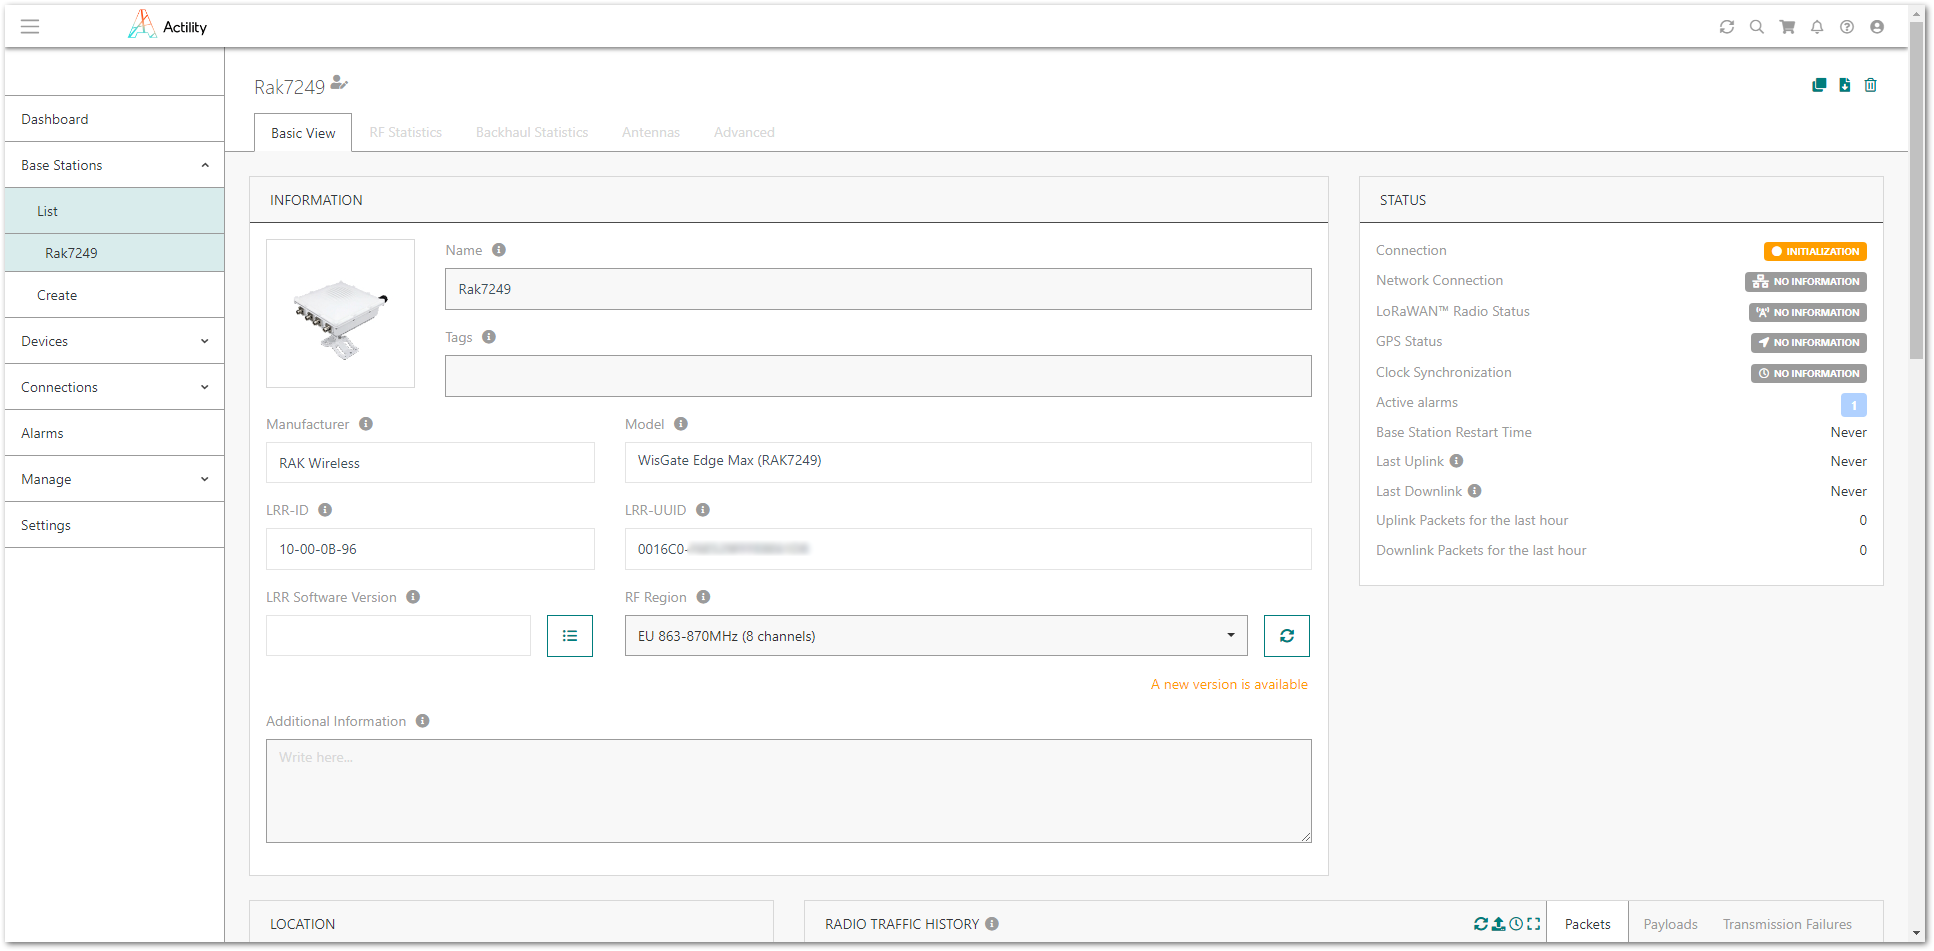 Actility
Rak7249
Dashboard
Base Stations
List
Rak7249
Create
Devices
Connections
Alarms
Manage
Settings
Basic View RF Statistics Backhaul Statistics Antennas Advanced
INFORMATION
Name
Rak7249
Tags
Manufacturer Model
RAK Wireless WisGate Edge Max (RAK7249)
LRR-ID LRR-UUID
10-00-0B-96 0016C0-
LRR Software Version RF Region
EU 863-870MHz (8 channels)
A new version is available
Additional Information
Write here...
STATUS
Connection INITIALIZATION
Network Connection NO INFORMATION
LoRaWAN™ Radio Status NO INFORMATION
GPS Status NO INFORMATION
Clock Synchronization NO INFORMATION
Active alarms 1
Base Station Restart Time Never
Last Uplink Never
Last Downlink Never
Uplink Packets for the last hour 0
Downlink Packets for the last hour 0
LOCATION
RADIO TRAFFIC HISTORY Packets Payloads Transmission Failures